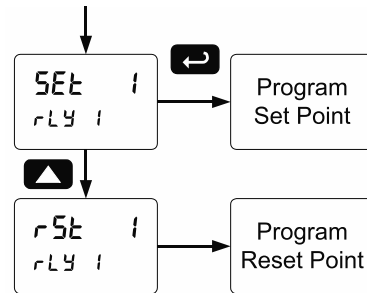 SEt 1
rLY 1
Program
Set Point
rSt 1
rLY 1
Program
Reset Point